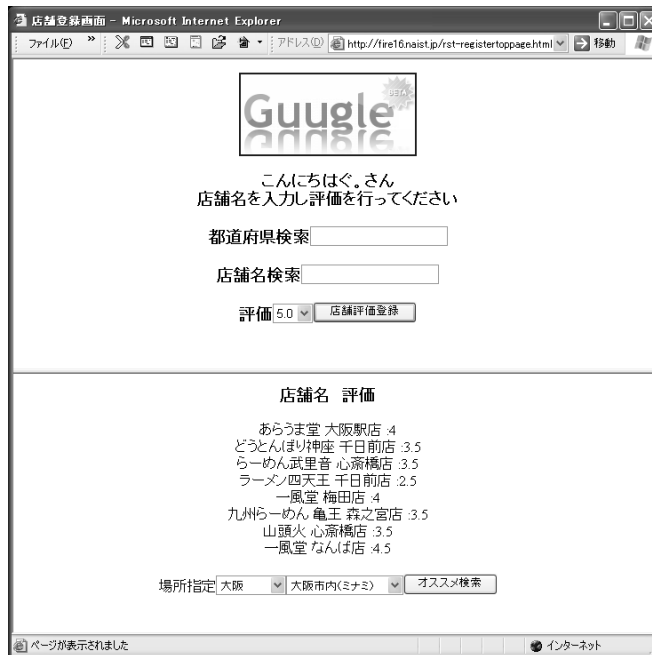 店舗登録画面 - Microsoft Internet Explorer
ファイル(F) » アドレス(D) http://fire16.naist.jp/rst-registertoppage.html 移動
Guugle BETA
こんにちはぐ。さん
店舗名を入力し評価を行ってください
都道府県検索
店舗名検索
評価 5.0 店舗評価登録
店舗名 評価
あらうま堂 大阪駅店 :4
どうとんぼり神座 千日前店 :3.5
らーめん武里音 心斎橋店 :3.5
ラーメン四天王 千日前店 :2.5
一風堂 梅田店 :4
九州らーめん 亀王 森之宮店 :3.5
山頭火 心斎橋店 :3.5
一風堂 なんば店 :4.5
場所指定 大阪 大阪市内(ミナミ) オススメ検索
ページが表示されました インターネット